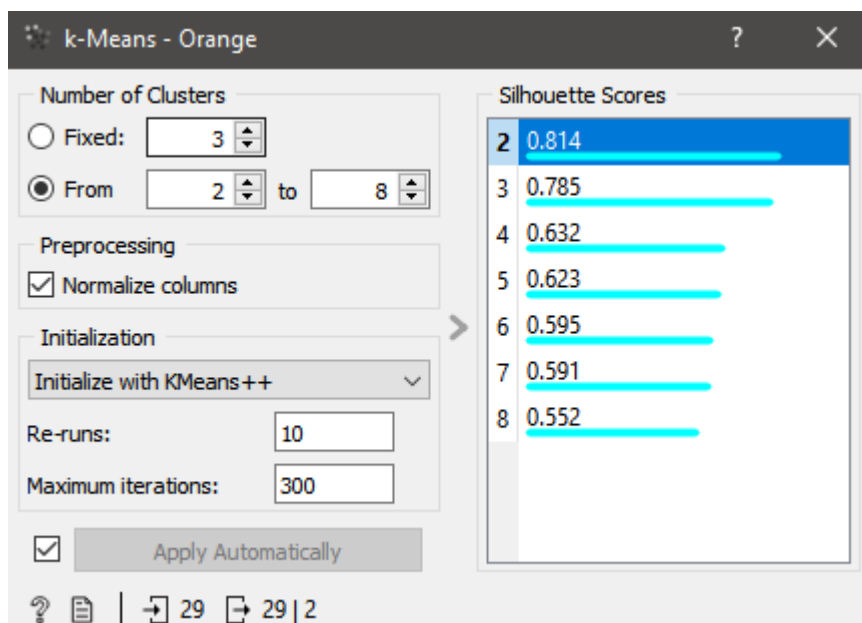 k-Means - Orange ?
Number of Clusters
Fixed: 3
From 2 to 8
Preprocessing
Normalize columns
Initialization
Initialize with KMeans++
Re-runs: 10
Maximum iterations: 300
Apply Automatically
? 29 29 | 2
Silhouette Scores
2 0.814
3 0.785
4 0.632
5 0.623
6 0.595
7 0.591
8 0.552